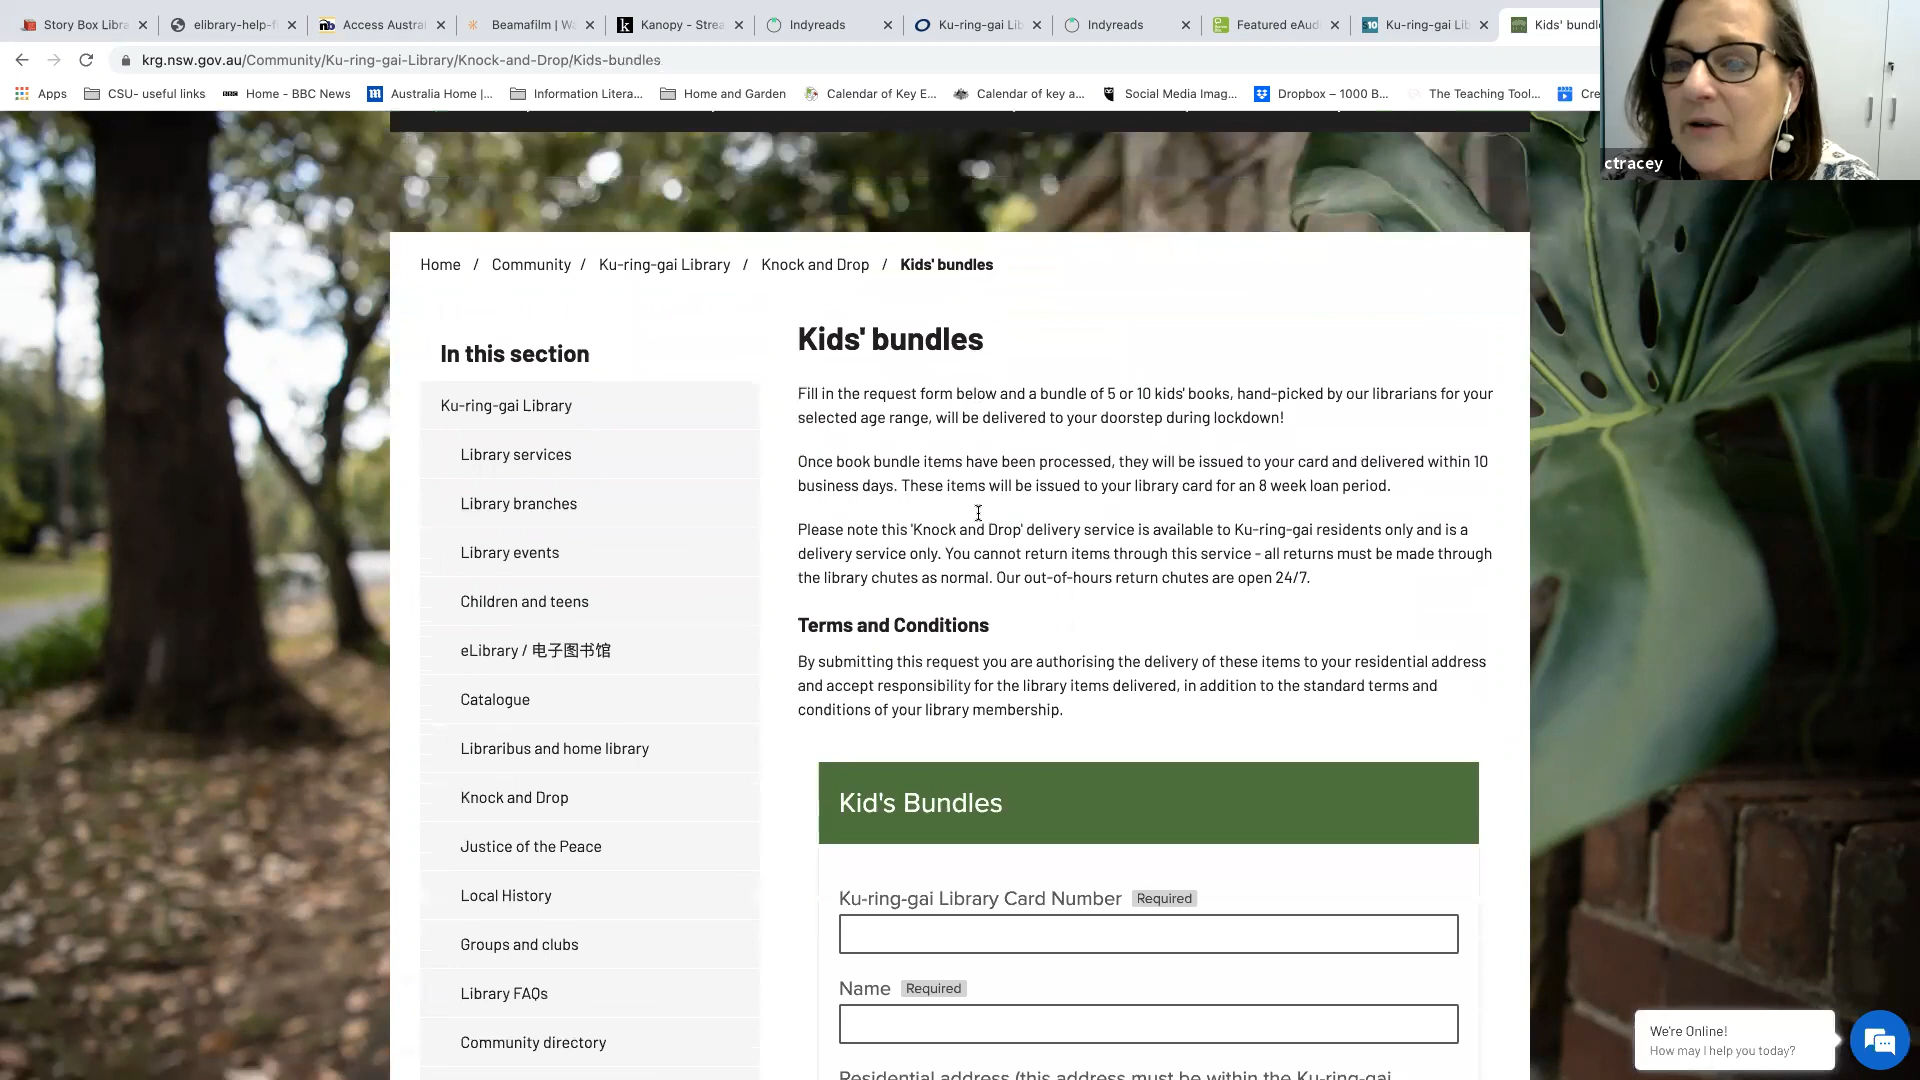 Story Box Libra
elibrary-help-f
Access Austral
Beamafilm | Wa
Kanopy - Strea
Indyreads
Ku-ring-gai Lib
Indyreads
Featured eAudi
Ku-ring-gai Lib
Kids' bundle
krg.nsw.gov.au/Community/Ku-ring-gai-Library/Knock-and-Drop/Kids-bundles
Apps
CSU- useful links
Home - BBC News
Australia Home |...
Information Litera...
Home and Garden
Calendar of Key E...
Calendar of key a...
Social Media Imag...
Dropbox – 1000 B...
The Teaching Tool...
Cre
ctracey
Home / Community / Ku-ring-gai Library / Knock and Drop / Kids' bundles
In this section
Ku-ring-gai Library
Library services
Library branches
Library events
Children and teens
eLibrary / 电子图书馆
Catalogue
Libraribus and home library
Knock and Drop
Justice of the Peace
Local History
Groups and clubs
Library FAQs
Community directory
Kids' bundles
Fill in the request form below and a bundle of 5 or 10 kids' books, hand-picked by our librarians for your
selected age range, will be delivered to your doorstep during lockdown!
Once book bundle items have been processed, they will be issued to your card and delivered within 10
business days. These items will be issued to your library card for an 8 week loan period.
Please note this 'Knock and Drop' delivery service is available to Ku-ring-gai residents only and is a
delivery service only. You cannot return items through this service - all returns must be made through
the library chutes as normal. Our out-of-hours return chutes are open 24/7.
Terms and Conditions
By submitting this request you are authorising the delivery of these items to your residential address
and accept responsibility for the library items delivered, in addition to the standard terms and
conditions of your library membership.
Kid's Bundles
Ku-ring-gai Library Card Number Required
Name Required
Residential address (this address must be within the Ku-ring-gai
We're Online!
How may I help you today?